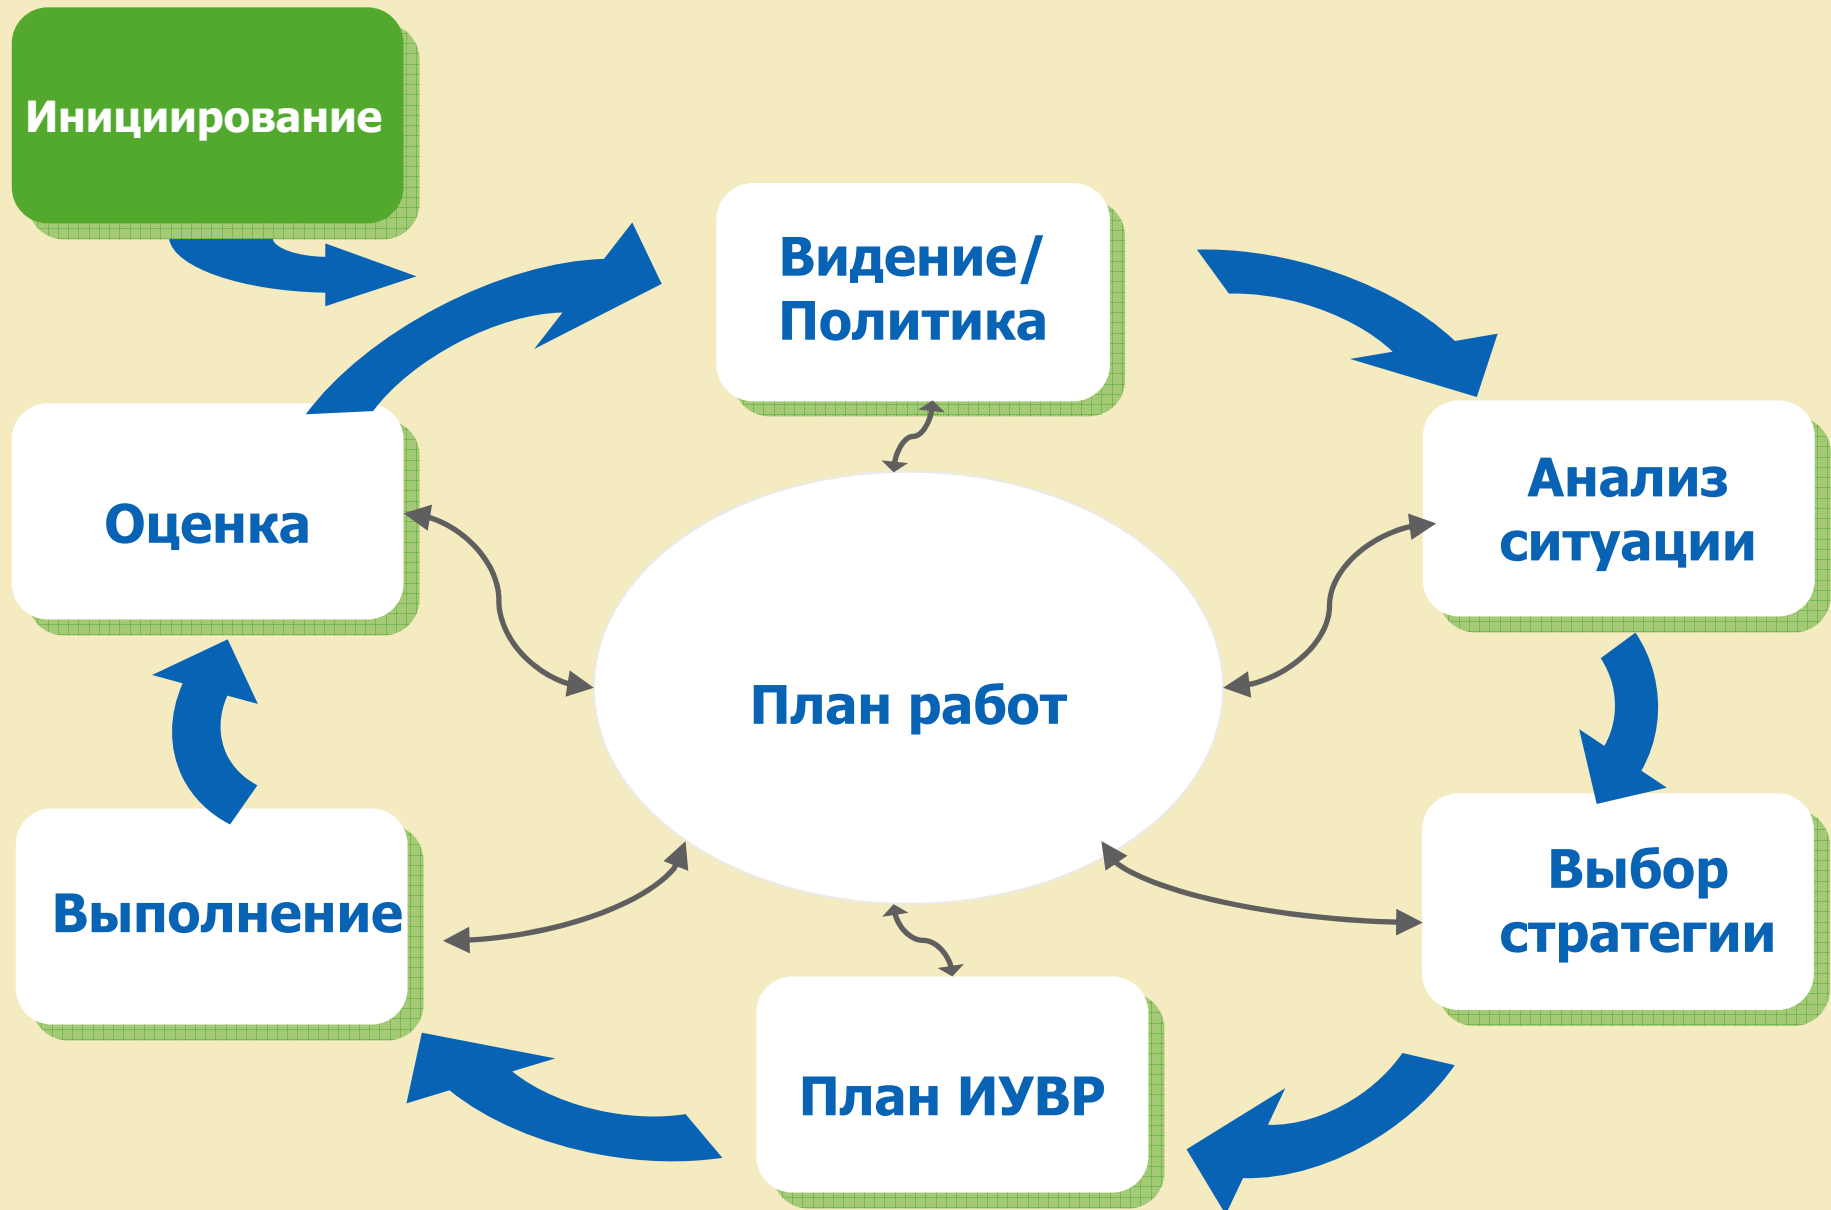 Инициирование
Видение/
Политика
Анализ
ситуации
Оценка
План работ
Выбор
стратегии
Выполнение
План ИУВР